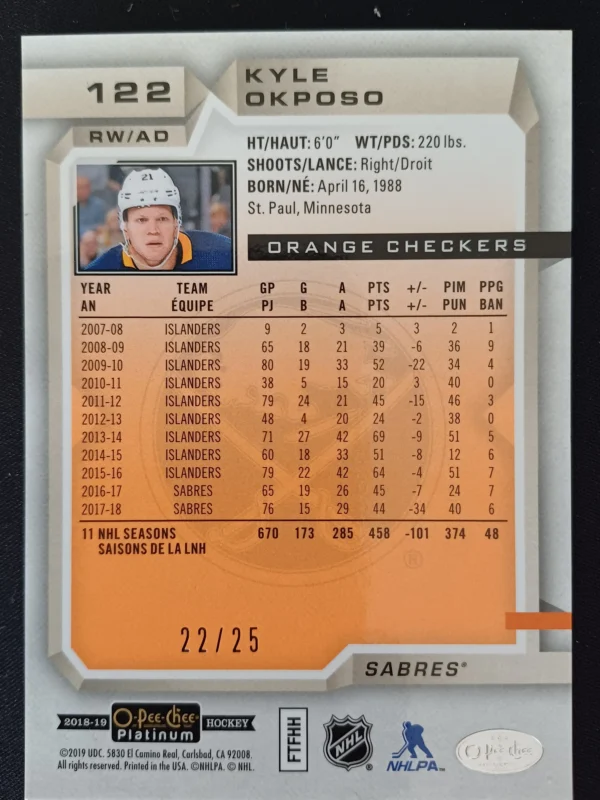 122
KYLE
OKPOSO
RW/AD
HT/HAUT: 6'0" WT/PDS: 220 lbs.
SHOOTS/LANCE: Right/Droit
BORN/NÉ: April 16, 1988
St. Paul, Minnesota
21
ORANGE CHECKERS
YEAR TEAM GP G A PTS +/- PIM PPG
AN ÉQUIPE PJ B A PTS +/- PUN BAN
2007-08 ISLANDERS 9 2 3 5 3 2 1
2008-09 ISLANDERS 65 18 21 39 -6 36 9
2009-10 ISLANDERS 80 19 33 52 -22 34 4
2010-11 ISLANDERS 38 5 15 20 3 40 0
2011-12 ISLANDERS 79 24 21 45 -15 46 3
2012-13 ISLANDERS 48 4 20 24 -2 38 0
2013-14 ISLANDERS 71 27 42 69 -9 51 5
2014-15 ISLANDERS 60 18 33 51 -8 12 6
2015-16 ISLANDERS 79 22 42 64 -4 51 7
2016-17 SABRES 65 19 26 45 -7 24 7
2017-18 SABRES 76 15 29 44 -34 40 6
11 NHL SEASONS 670 173 285 458 -101 374 48
SAISONS DE LA LNH
®
22/25
SABRES®
2018-19 O-Pee-Chee Platinum HOCKEY
©2019 UDC. 5830 El Camino Real, Carlsbad, CA 92008.
All rights reserved. Printed in the USA. ©NHLPA. © NHL.
FTFHH
NHL
NHLPA
O-Pee-Chee